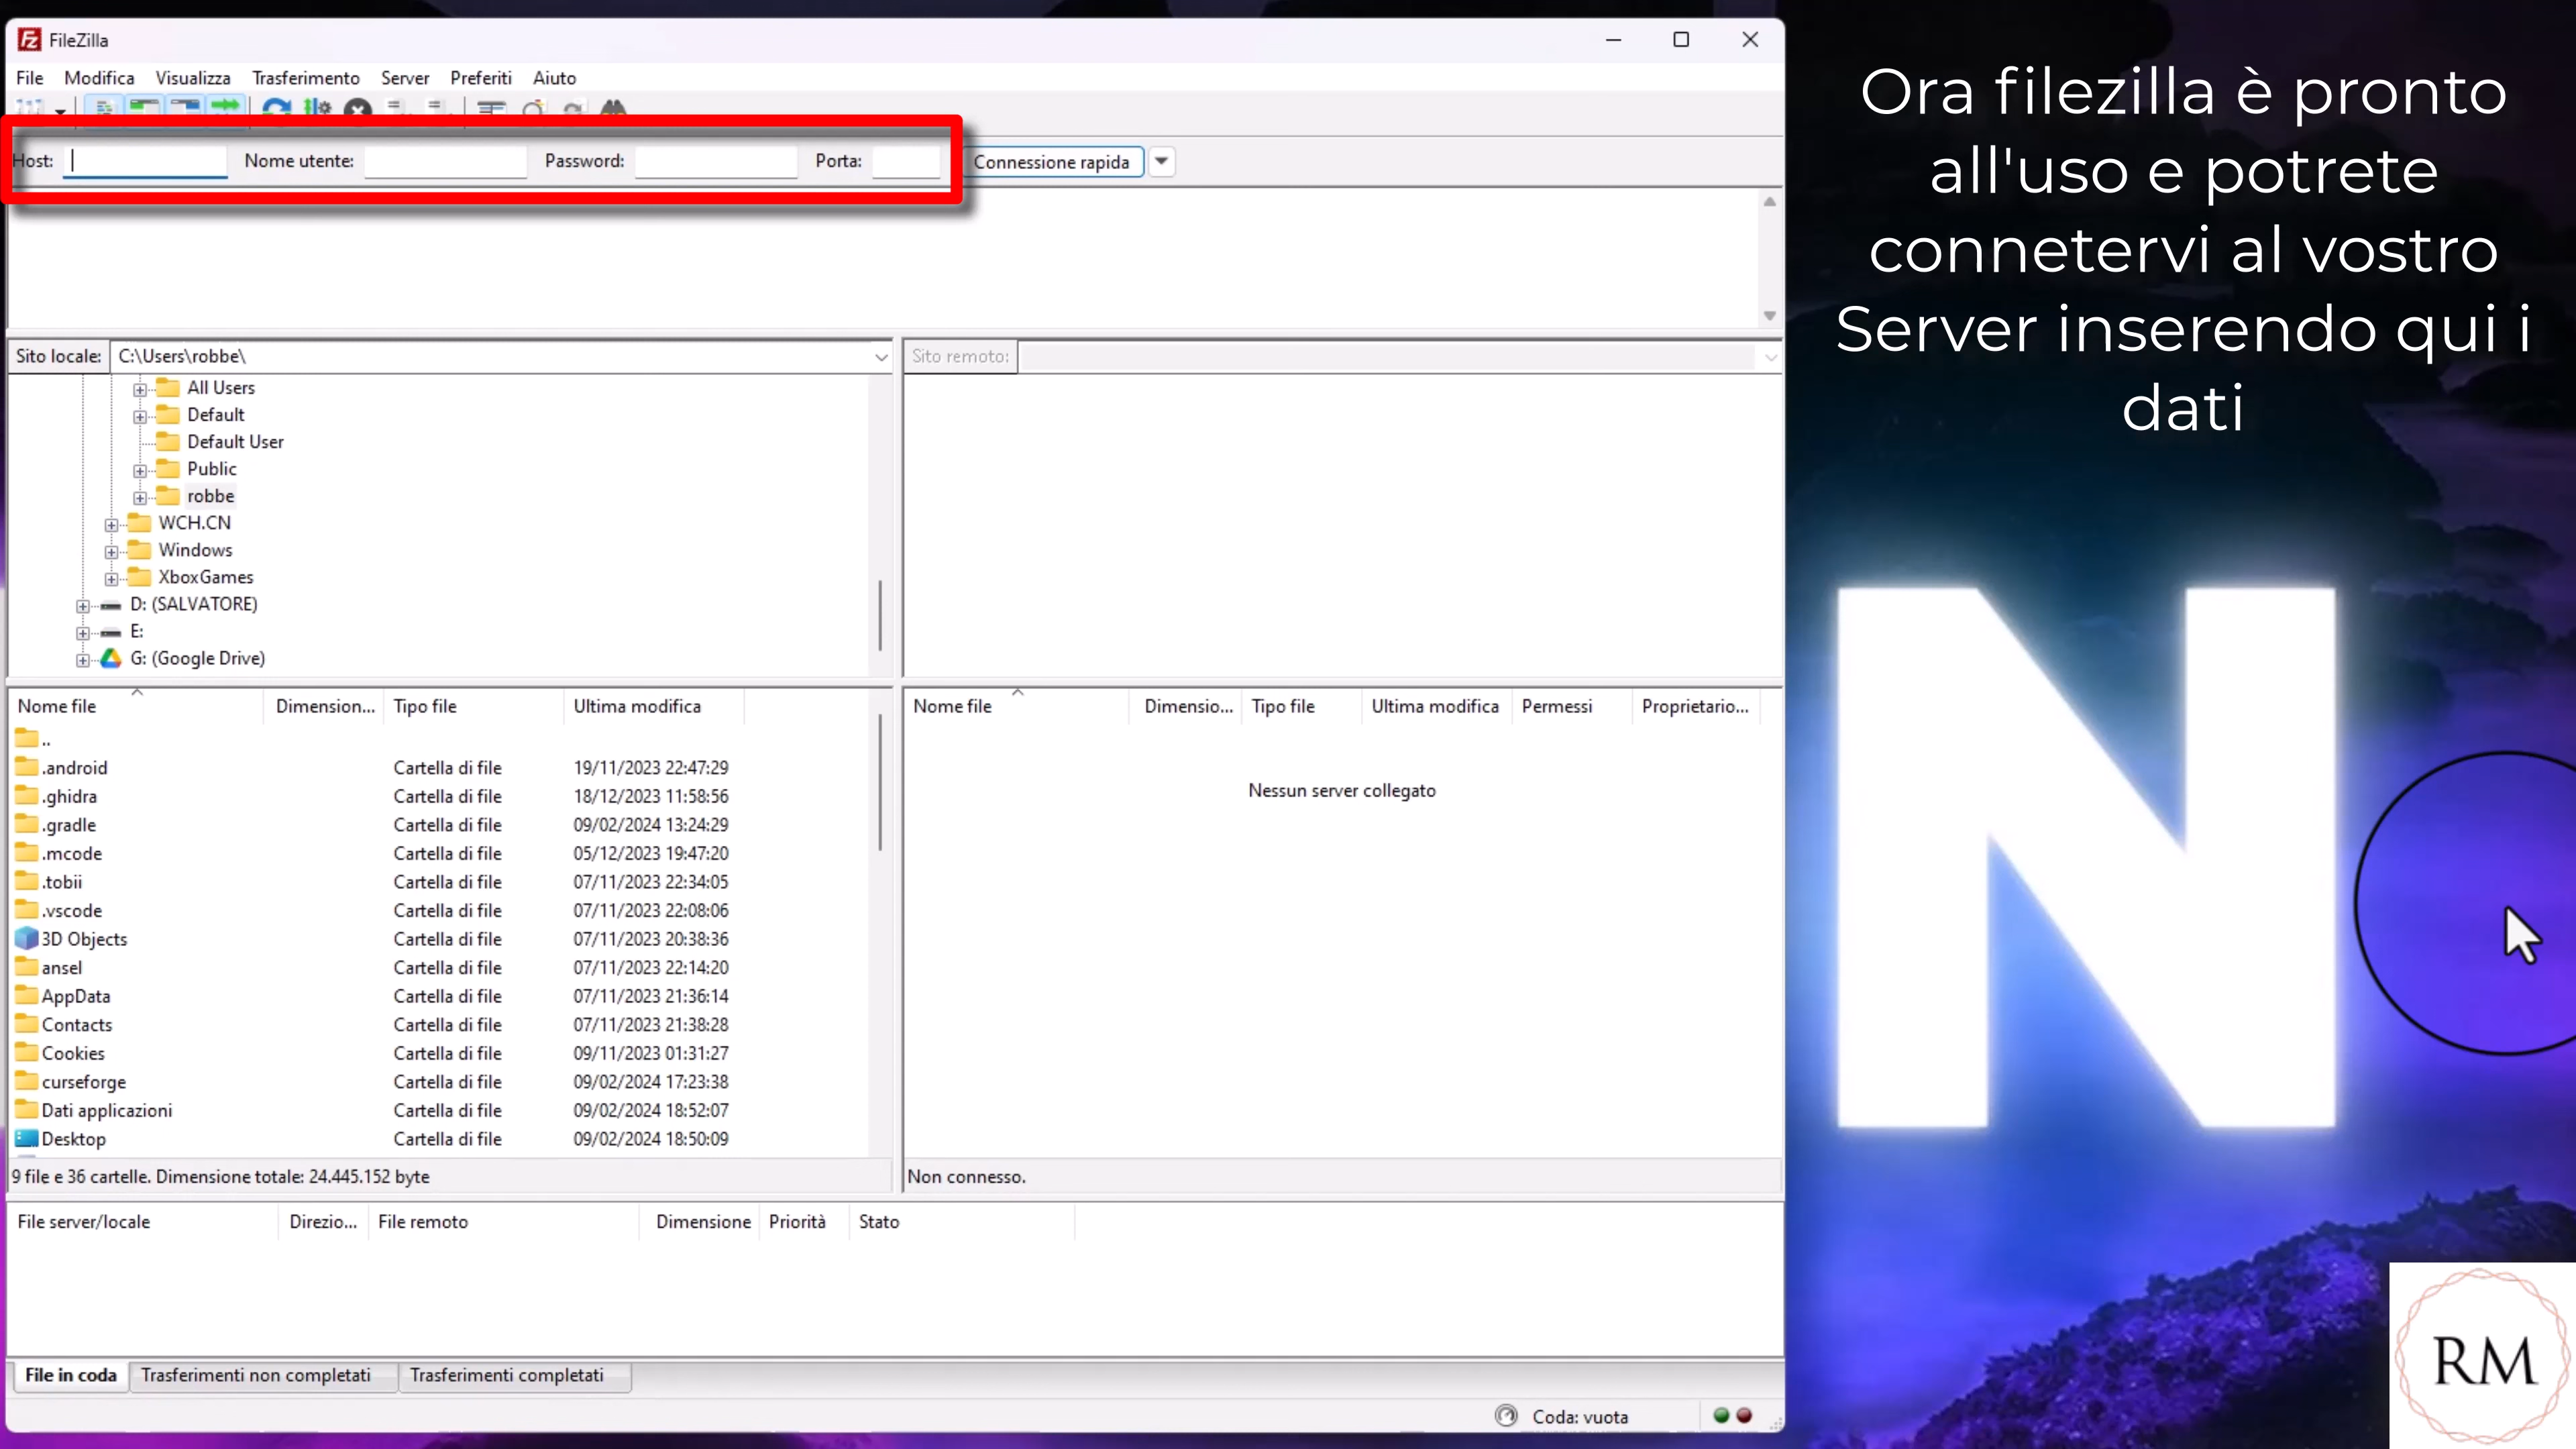 FileZilla
File Modifica Visualizza Trasferimento Server Preferiti Aiuto
Host: Nome utente: Password: Porta: Connessione rapida
Ora filezilla è pronto
all'uso e potrete
connetervi al vostro
Server inserendo qui i
dati
Sito locale: C:\Users\robbe\
All Users
Default
Default User
Public
robbe
WCH.CN
Windows
XboxGames
D: (SALVATORE)
E:
G: (Google Drive)
Sito remoto:
Nome file Dimension... Tipo file Ultima modifica
..
.android Cartella di file 19/11/2023 22:47:29
.ghidra Cartella di file 18/12/2023 11:58:56
.gradle Cartella di file 09/02/2024 13:24:29
.mcode Cartella di file 05/12/2023 19:47:20
.tobii Cartella di file 07/11/2023 22:34:05
.vscode Cartella di file 07/11/2023 22:08:06
3D Objects Cartella di file 07/11/2023 20:38:36
ansel Cartella di file 07/11/2023 22:14:20
AppData Cartella di file 07/11/2023 21:36:14
Contacts Cartella di file 07/11/2023 21:38:28
Cookies Cartella di file 09/11/2023 01:31:27
curseforge Cartella di file 09/02/2024 17:23:38
Dati applicazioni Cartella di file 09/02/2024 18:52:07
Desktop Cartella di file 09/02/2024 18:50:09
9 file e 36 cartelle. Dimensione totale: 24.445.152 byte
Nome file Dimensio... Tipo file Ultima modifica Permessi Proprietario...
Nessun server collegato
Non connesso.
N
File server/locale Direzio... File remoto Dimensione Priorità Stato
File in coda Trasferimenti non completati Trasferimenti completati
Coda: vuota
RM